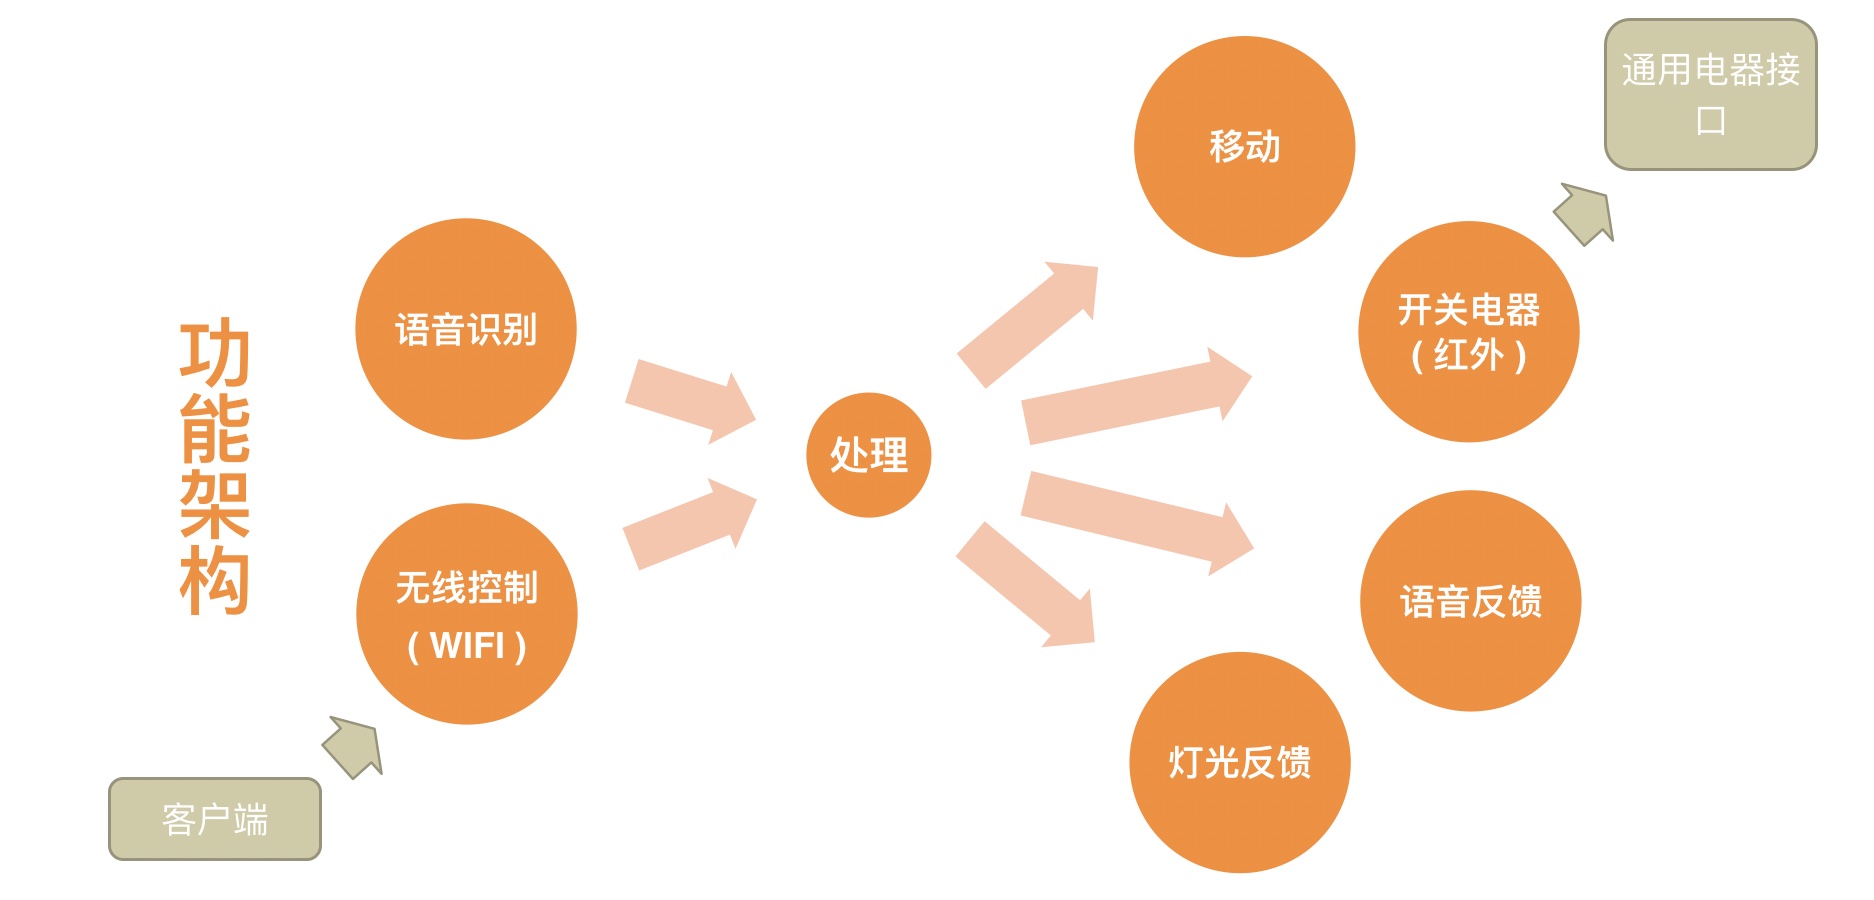 功能架构
语音识别
无线控制
( WIFI )
客户端
处理
移动
开关电器
( 红外 )
语音反馈
灯光反馈
通用电器接
口